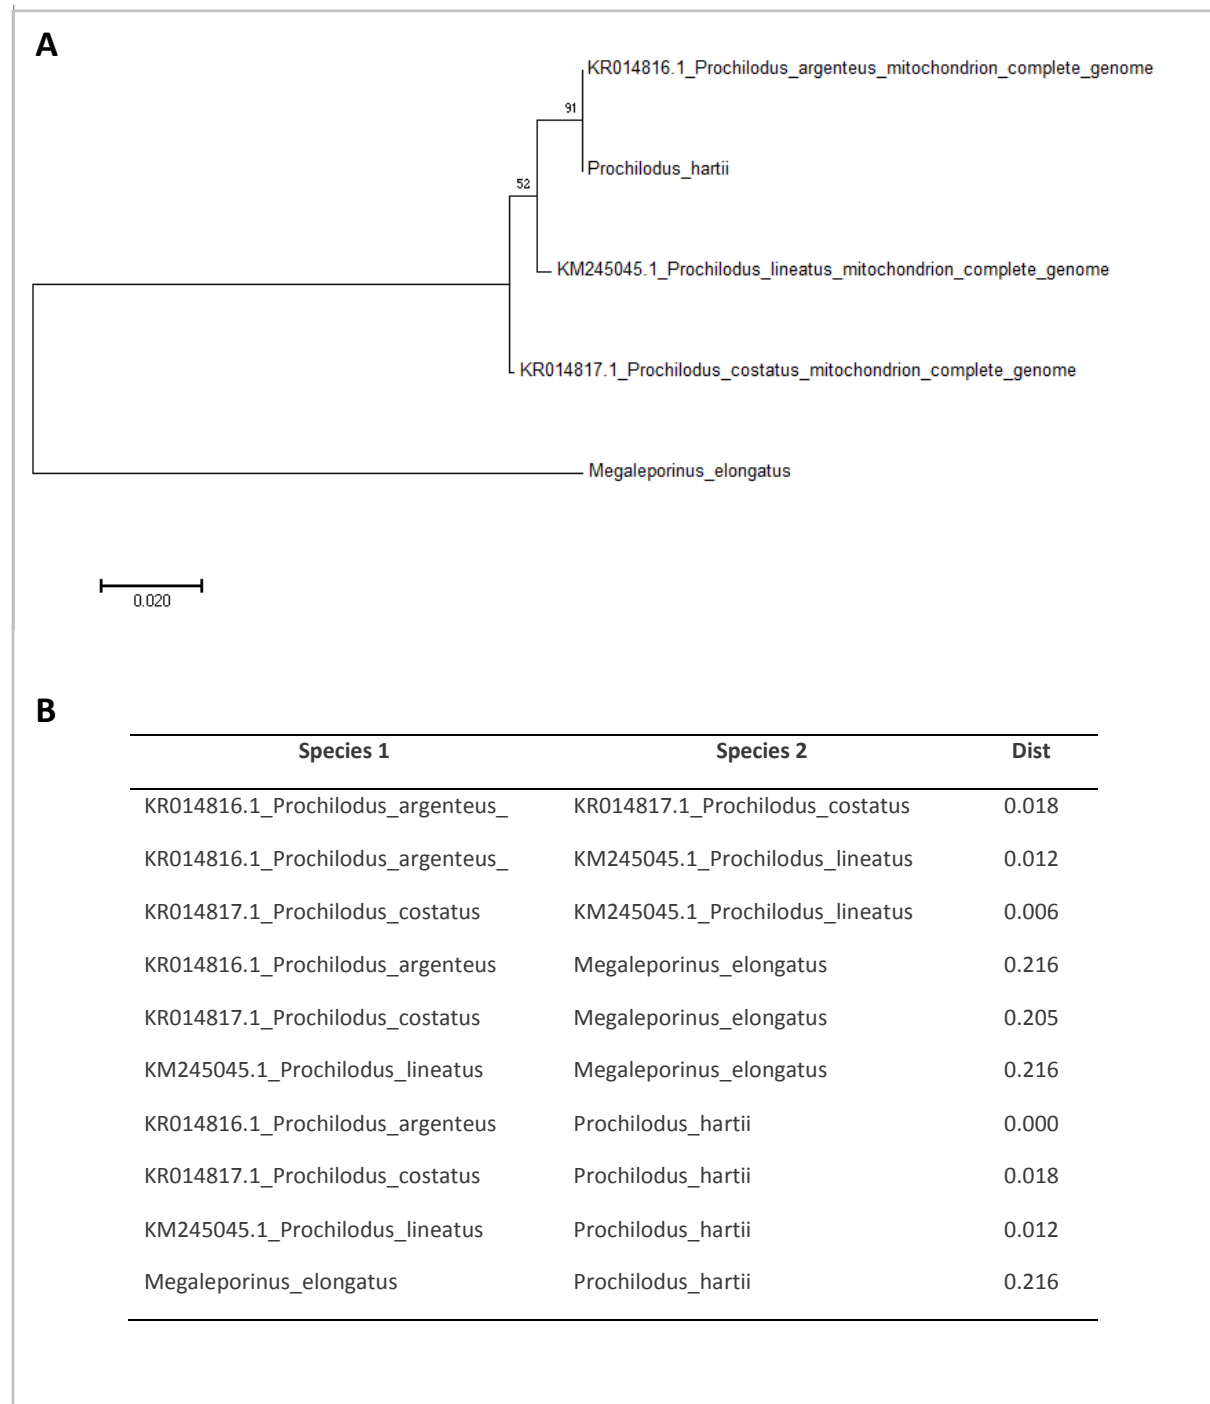 A
KR014816.1_Prochilodus_argenteus_mitochondrion_complete_genome
91
Prochilodus_hartii
52
KM245045.1_Prochilodus_lineatus_mitochondrion_complete_genome
KR014817.1_Prochilodus_costatus_mitochondrion_complete_genome
Megaleporinus_elongatus
0.020
B
Species 1 Species 2 Dist
KR014816.1_Prochilodus_argenteus_ KR014817.1_Prochilodus_costatus 0.018
KR014816.1_Prochilodus_argenteus_ KM245045.1_Prochilodus_lineatus 0.012
KR014817.1_Prochilodus_costatus KM245045.1_Prochilodus_lineatus 0.006
KR014816.1_Prochilodus_argenteus Megaleporinus_elongatus 0.216
KR014817.1_Prochilodus_costatus Megaleporinus_elongatus 0.205
KM245045.1_Prochilodus_lineatus Megaleporinus_elongatus 0.216
KR014816.1_Prochilodus_argenteus Prochilodus_hartii 0.000
KR014817.1_Prochilodus_costatus Prochilodus_hartii 0.018
KM245045.1_Prochilodus_lineatus Prochilodus_hartii 0.012
Megaleporinus_elongatus Prochilodus_hartii 0.216